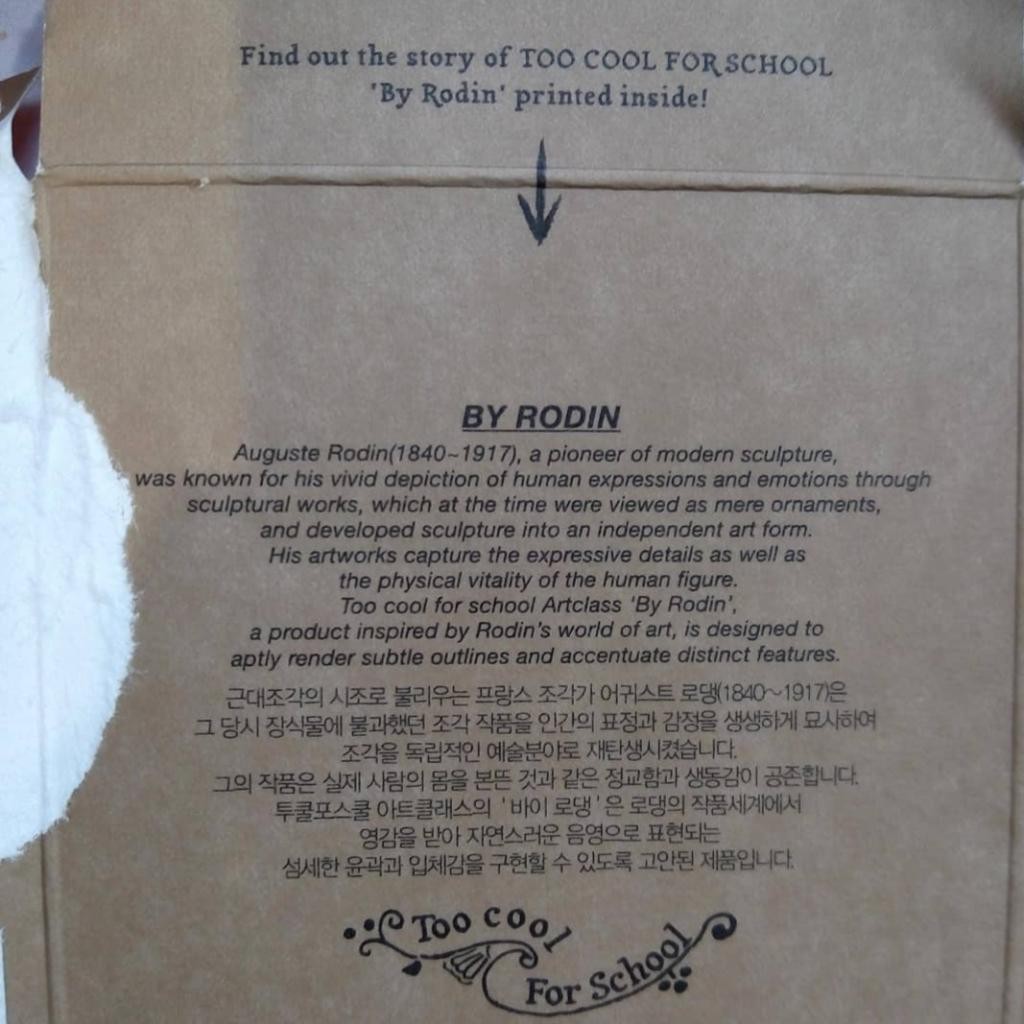 Find out the story of TOO COOL FOR SCHOOL
'By Rodin' printed inside!
BY RODIN
Auguste Rodin(1840~1917), a pioneer of modern sculpture,
was known for his vivid depiction of human expressions and emotions through
sculptural works, which at the time were viewed as mere ornaments,
and developed sculpture into an independent art form.
His artworks capture the expressive details as well as
the physical vitality of the human figure.
Too cool for school Artclass 'By Rodin',
a product inspired by Rodin's world of art, is designed to
aptly render subtle outlines and accentuate distinct features.
근대조각의 시조로 불리우는 프랑스 조각가 어귀스트 로댕(1840~1917)은
그 당시 장식물에 불과했던 조각 작품을 인간의 표정과 감정을 생생하게 묘사하여
조각을 독립적인 예술분야로 재탄생시켰습니다.
그의 작품은 실제 사람의 몸을 본뜬 것과 같은 정교함과 생동감이 공존합니다.
투쿨포스쿨 아트클래스의 '바이 로댕'은 로댕의 작품세계에서
영감을 받아 자연스러운 음영으로 표현되는
섬세한 윤곽과 입체감을 구현할 수 있도록 고안된 제품입니다.
Too cool
For School